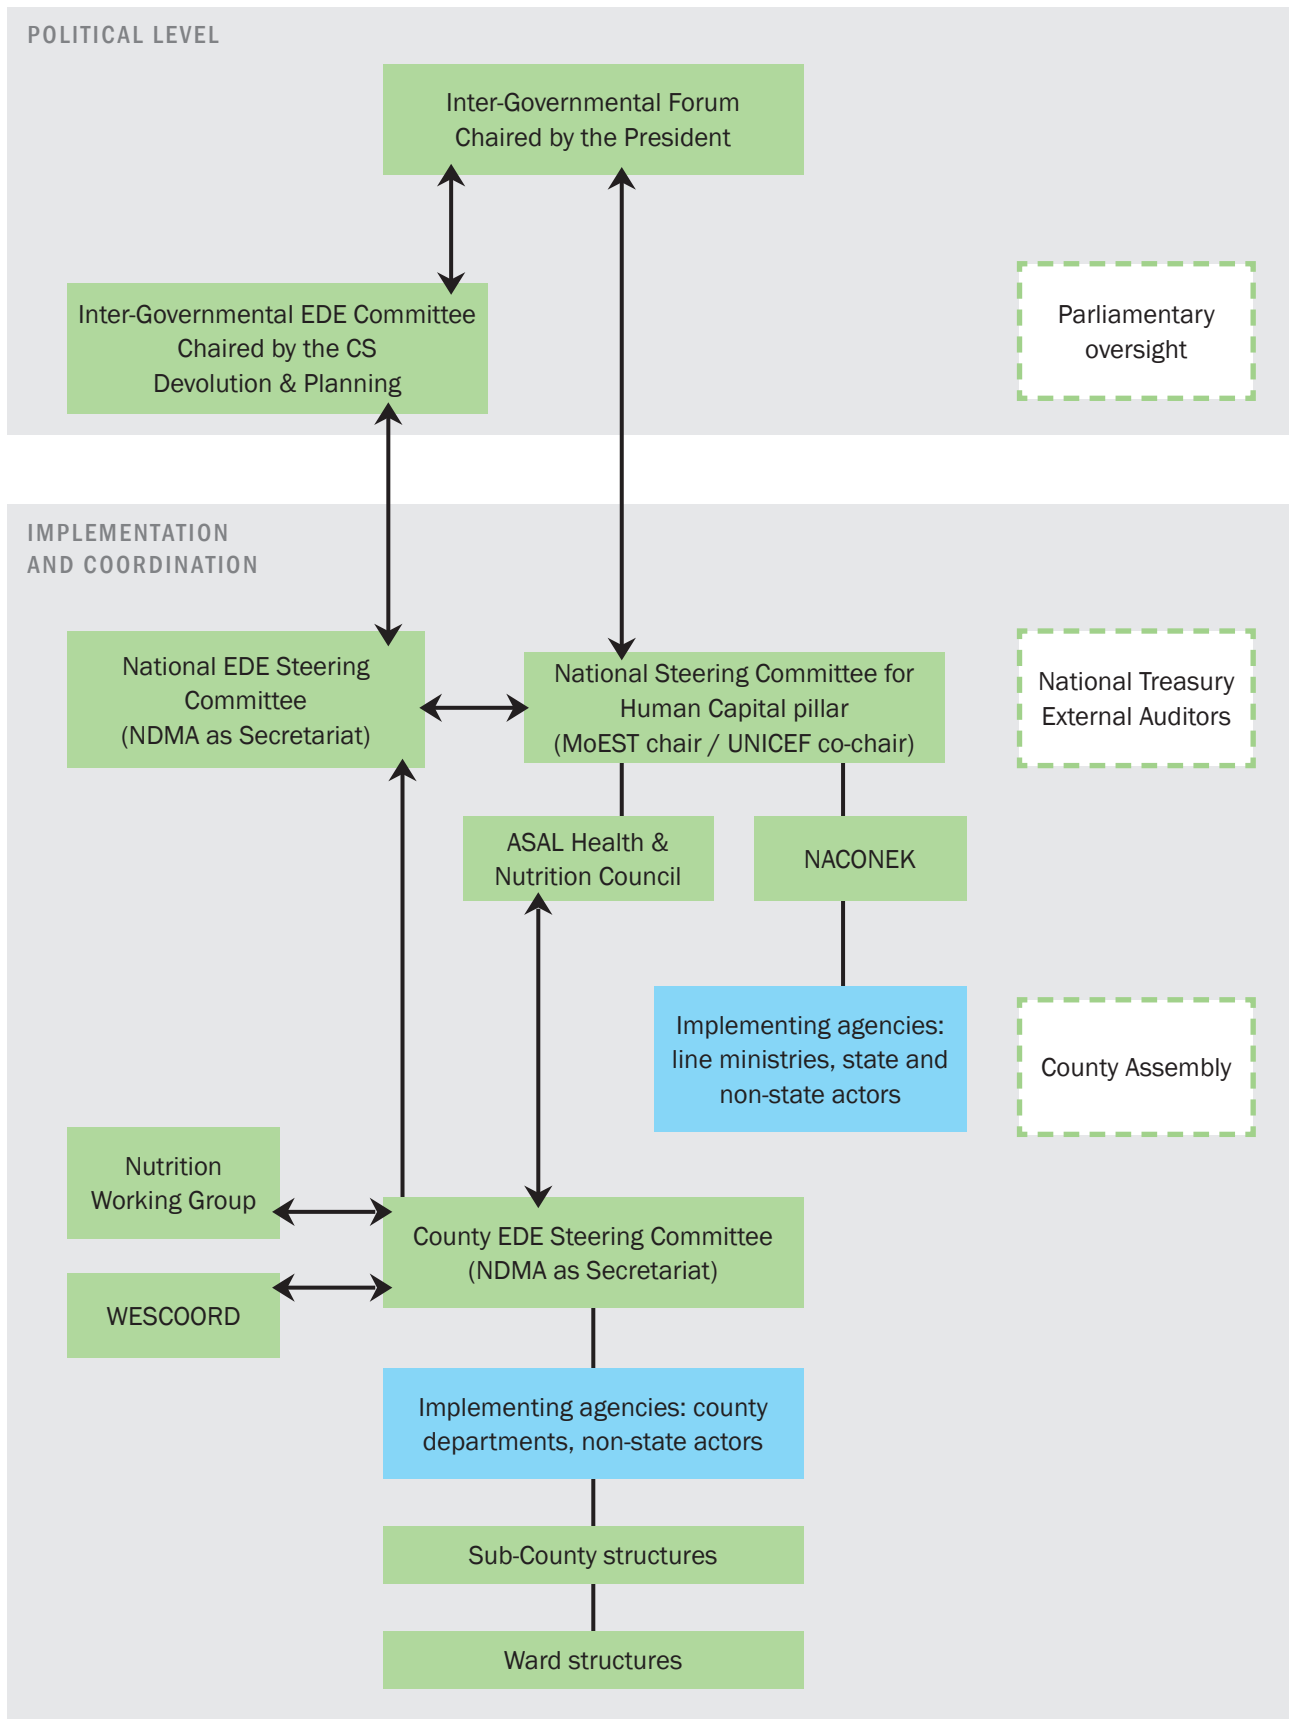 POLITICAL LEVEL
Inter-Governmental Forum
Chaired by the President
Inter-Governmental EDE Committee
Chaired by the CS
Devolution & Planning
Parliamentary
oversight
IMPLEMENTATION
AND COORDINATION
National EDE Steering
Committee
(NDMA as Secretariat)
National Steering Committee for
Human Capital pillar
(MoEST chair / UNICEF co-chair)
National Treasury
External Auditors
ASAL Health &
Nutrition Council
NACONEK
Implementing agencies:
line ministries, state and
non-state actors
County Assembly
Nutrition
Working Group
County EDE Steering Committee
(NDMA as Secretariat)
WESCOORD
Implementing agencies: county
departments, non-state actors
Sub-County structures
Ward structures